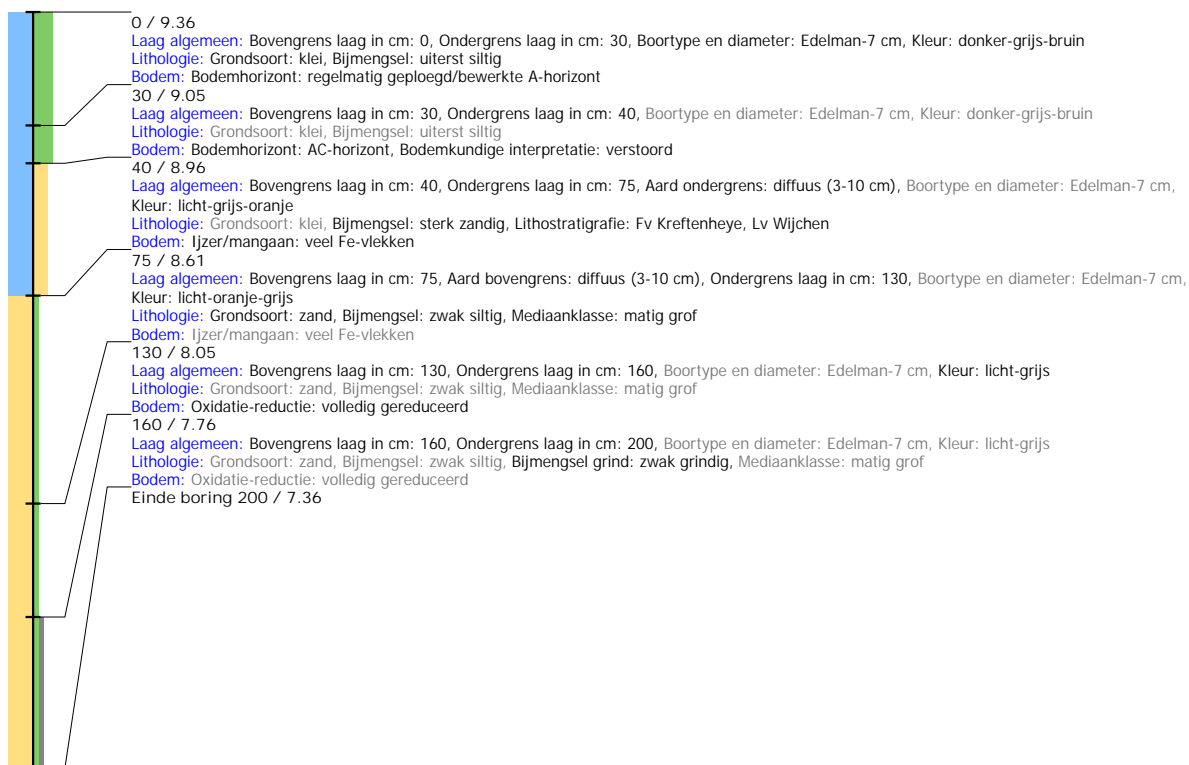 0 / 9.36
Laag algemeen: Bovengrens laag in cm: 0, Ondergrens laag in cm: 30, Boortype en diameter: Edelman-7 cm, Kleur: donker-grijs-bruin
Lithologie: Grondsoort: klei, Bijmengsel: uiterst siltig
Bodem: Bodemhorizont: regelmatig geploegd/bewerkte A-horizont
30 / 9.05
Laag algemeen: Bovengrens laag in cm: 30, Ondergrens laag in cm: 40, Boortype en diameter: Edelman-7 cm, Kleur: donker-grijs-bruin
Lithologie: Grondsoort: klei, Bijmengsel: uiterst siltig
Bodem: Bodemhorizont: AC-horizont, Bodemkundige interpretatie: verstoord
40 / 8.96
Laag algemeen: Bovengrens laag in cm: 40, Ondergrens laag in cm: 75, Aard ondergrens: diffuus (3-10 cm), Boortype en diameter: Edelman-7 cm,
Kleur: licht-grijs-oranje
Lithologie: Grondsoort: klei, Bijmengsel: sterk zandig, Lithostratigrafie: Fv Kreftenheye, Lv Wijchen
Bodem: Ijzer/mangaan: veel Fe-vlekken
75 / 8.61
Laag algemeen: Bovengrens laag in cm: 75, Aard bovengrens: diffuus (3-10 cm), Ondergrens laag in cm: 130, Boortype en diameter: Edelman-7 cm,
Kleur: licht-oranje-grijs
Lithologie: Grondsoort: zand, Bijmengsel: zwak siltig, Mediaanklasse: matig grof
Bodem: Ijzer/mangaan: veel Fe-vlekken
130 / 8.05
Laag algemeen: Bovengrens laag in cm: 130, Ondergrens laag in cm: 160, Boortype en diameter: Edelman-7 cm, Kleur: licht-grijs
Lithologie: Grondsoort: zand, Bijmengsel: zwak siltig, Mediaanklasse: matig grof
Bodem: Oxidatie-reductie: volledig gereduceerd
160 / 7.76
Laag algemeen: Bovengrens laag in cm: 160, Ondergrens laag in cm: 200, Boortype en diameter: Edelman-7 cm, Kleur: licht-grijs
Lithologie: Grondsoort: zand, Bijmengsel: zwak siltig, Bijmengsel grind: zwak grindig, Mediaanklasse: matig grof
Bodem: Oxidatie-reductie: volledig gereduceerd
Einde boring 200 / 7.36